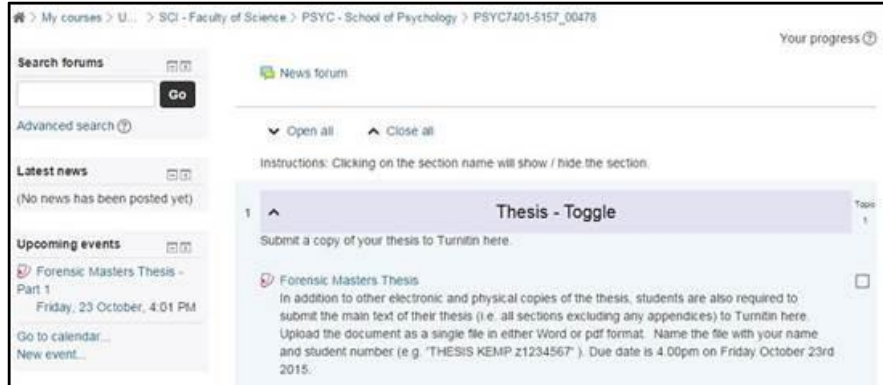 > My courses > U... > SCI - Faculty of Science > PSYC - School of Psychology > PSYC7401-5157_00478
Your progress
Search forums
Go
Advanced search
Latest news
(No news has been posted yet)
Upcoming events
Forensic Masters Thesis -
Part 1
Friday, 23 October, 4:01 PM
Go to calendar...
New event...
News forum
Open all Close all
Instructions: Clicking on the section name will show / hide the section.
1 Thesis - Toggle
Topic
1
Submit a copy of your thesis to Turnitin here.
Forensic Masters Thesis
In addition to other electronic and physical copies of the thesis, students are also required to
submit the main text of their thesis (i.e. all sections excluding any appendices) to Turnitin here.
Upload the document as a single file in either Word or pdf format. Name the file with your name
and student number (e.g. "THESIS KEMP z1234567" ). Due date is 4.00pm on Friday October 23rd
2015.